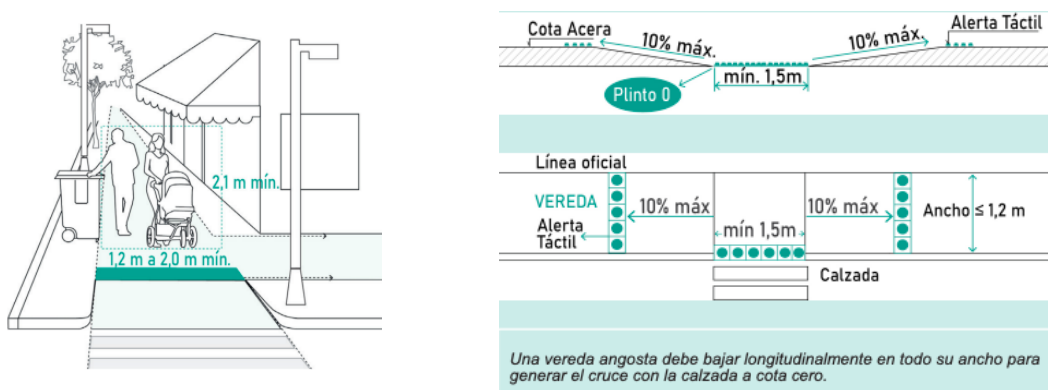 2,1 m mín.
1,2 m a 2,0 m mín.
Cota Acera
10% máx.
10% máx.
Alerta Táctil
mín. 1,5m
Plinto 0
Línea oficial
VEREDA
10% máx
10% máx
Ancho ≤ 1,2 m
Alerta
Táctil
mín 1,5m
Calzada
Una vereda angosta debe bajar longitudinalmente en todo su ancho para
generar el cruce con la calzada a cota cero.